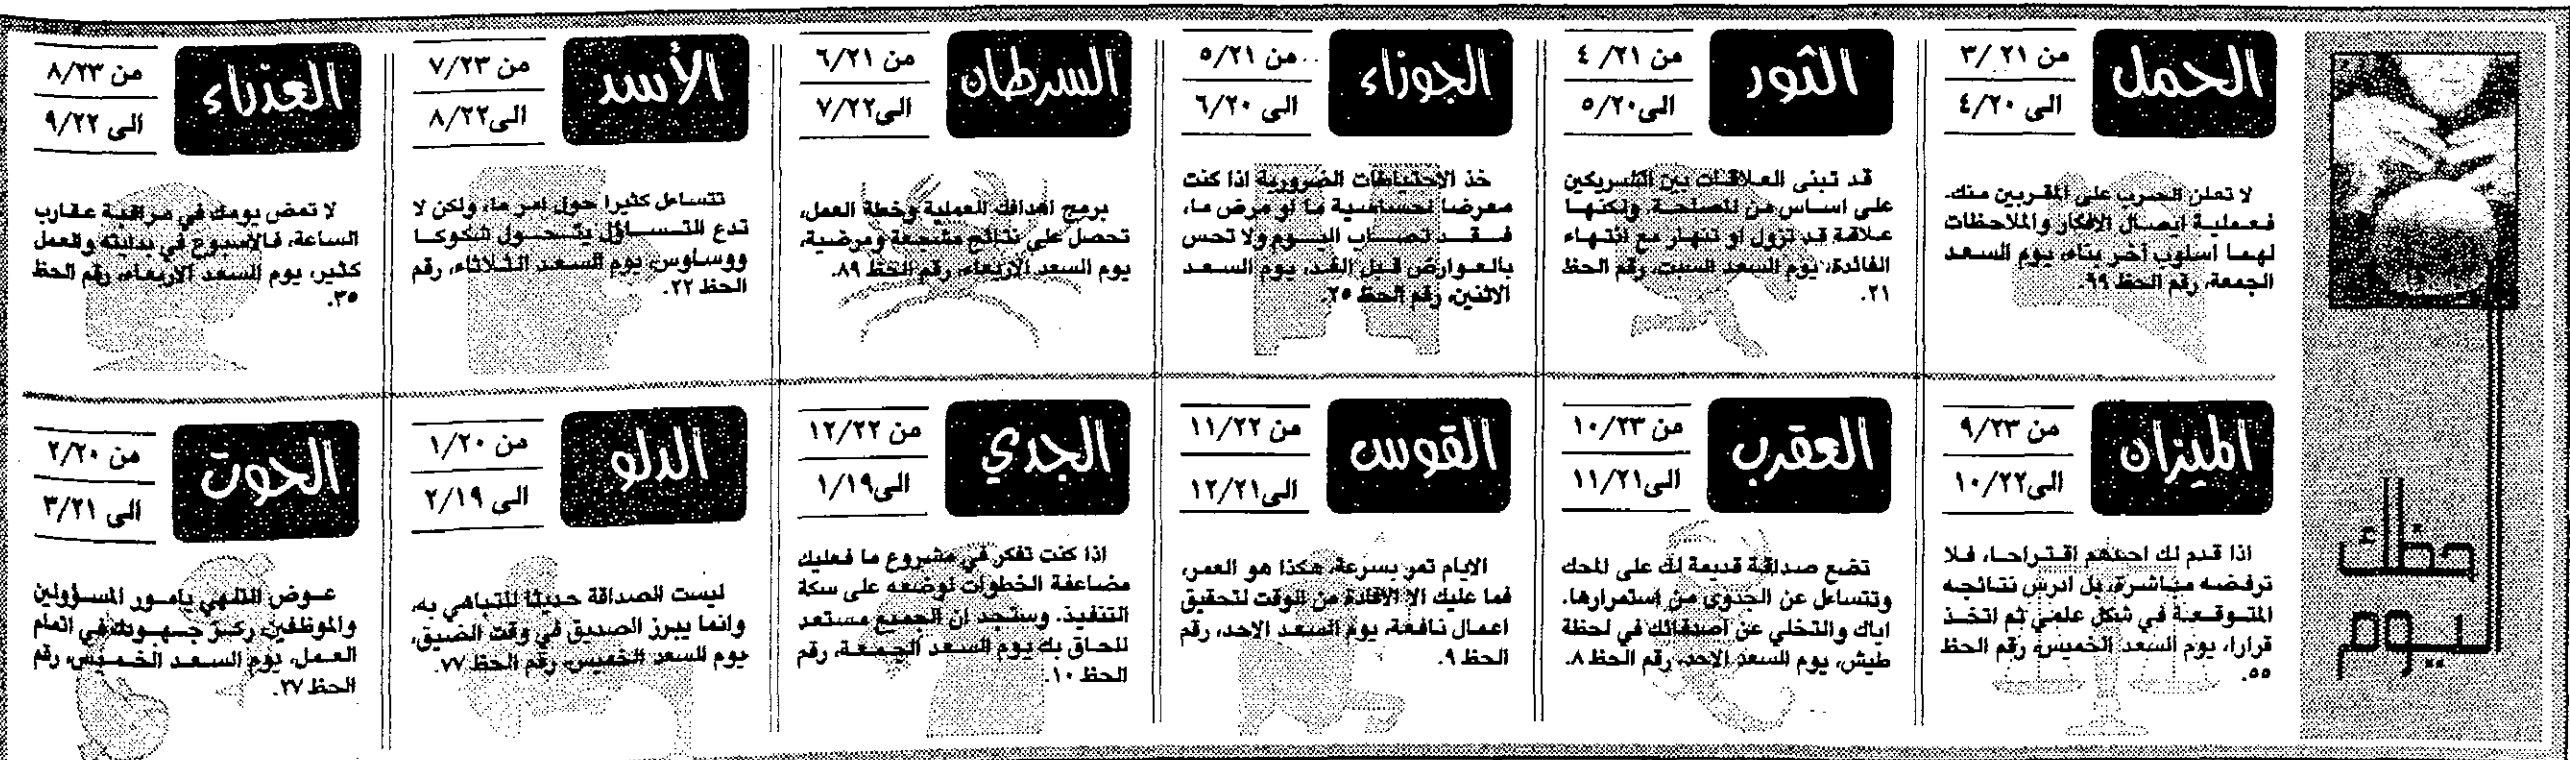 حظك
اليوم
الحمل
من ٢١ /٣
الى ٤/٢٠
لا تعلن الحرب على المقربين منك.
فعملية ايصال الافكار والملاحظات
لهما أسلوب آخر بناء، يوم السعد
الجمعة، رقم الحظ ٩٩.
الثور
من ٢١/ ٤
الى ٥/٢٠
قد تبنى العلاقات بين الشريكين
على اساس من المصلحة، ولكنها
علاقة قد تزول او تنهار مع انتهاء
الفائدة، يوم السعد السبت، رقم الحظ
٢١.
الجوزاء
من ٥/٢١
الى ٦/٢٠
خذ الاحتياطات الضرورية اذا كنت
معرضا لحساسية ما او مرض ما،
فقد تصاب اليوم ولا تحس
بالعوارض قبل الغد، يوم السعد
الاثنين، رقم الحظ ٢٥.
السرطان
من ٦/٢١
الى٧/٢٢
برمج اهدافك العملية وخطة العمل،
تحصل على نتائج مشجعة ومرضية،
يوم السعد الاربعاء، رقم الحظ ٨٩.
الأسد
من ٧/٢٣
الى٨/٢٢
تتساءل كثيرا حول امر ما، ولكن لا
تدع التساؤل يتحول شكوكا
ووساوس، يوم السعد الثلاثاء، رقم
الحظ ٢٢.
العذراء
من ٨/٢٣
الى ٩/٢٢
لا تمض يومك في مراقبة عقارب
الساعة، فالاسبوع في بدايته والعمل
كثير، يوم السعد الاربعاء، رقم الحظ
٣٥.
الميزان
من ٩/٢٣
الى١٠/٢٢
اذا قدم لك احدهم اقتراحا، فلا
ترفضه مباشرة، بل ادرس نتائجه
المتوقعة في شكل علمي ثم اتخذ
قرارا، يوم السعد الخميس، رقم الحظ
٥٥.
العقرب
من ١٠/٢٣
الى١١/٢١
تضع صداقة قديمة لك على المحك
وتتساءل عن الجدوى من استمرارها.
اياك والتخلي عن اصدقائك في لحظة
طيش، يوم السعد الاحد، رقم الحظ ٨.
القوس
من ١١/٢٢
الى١٢/٢١
الايام تمر بسرعة، هكذا هو العمر،
فما عليك الا الافادة من الوقت لتحقيق
اعمال نافعة، يوم السعد الاحد، رقم
الحظ ٩.
الجدي
من ١٢/٢٢
الى١/١٩
اذا كنت تفكر في مشروع ما فعليك
مضاعفة الخطوات لوضعه على سكة
التنفيذ. وستجد ان الجميع مستعد
للحاق بك يوم السعد الجمعة، رقم
الحظ ١٠.
الدلو
من ١/٢٠
الى ٢/١٩
ليست الصداقة حديثا للتباهي به،
وانما يبرز الصديق في وقت الضيق،
يوم السعد الخميس، رقم الحظ ٧٧.
الحوت
من ٢/٢٠
الى ٣/٢١
عوض التلهي بامور المسؤولين
والموظفين، ركز جهودك في اتمام
العمل، يوم السعد الخميس، رقم
الحظ ٢٧.